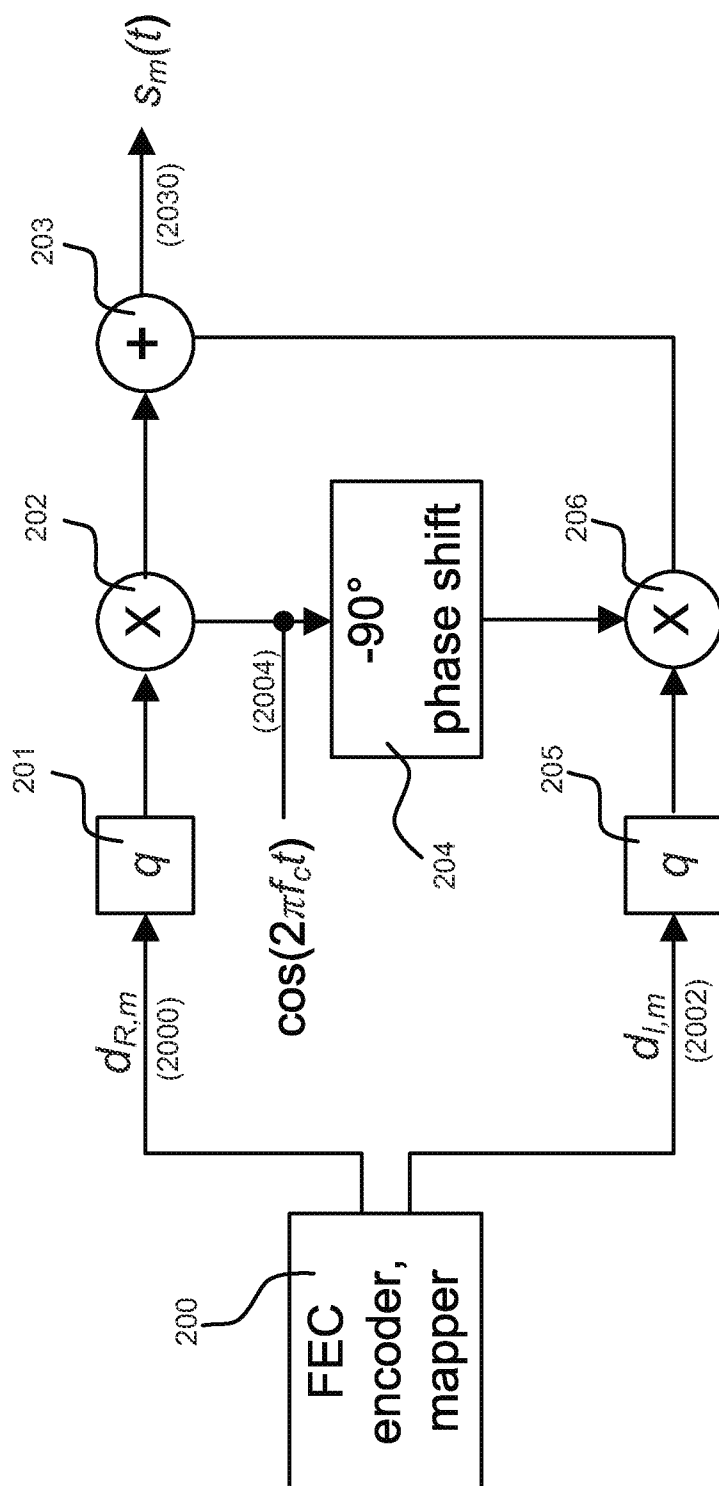 200
FEC
encoder,
mapper
d_{R,m}
(2000)
201
q
202
X
203
+
(2030)
s_m(t)
cos(2πf_ct)
(2004)
-90°
phase shift
204
d_{I,m}
(2002)
205
q
206
X